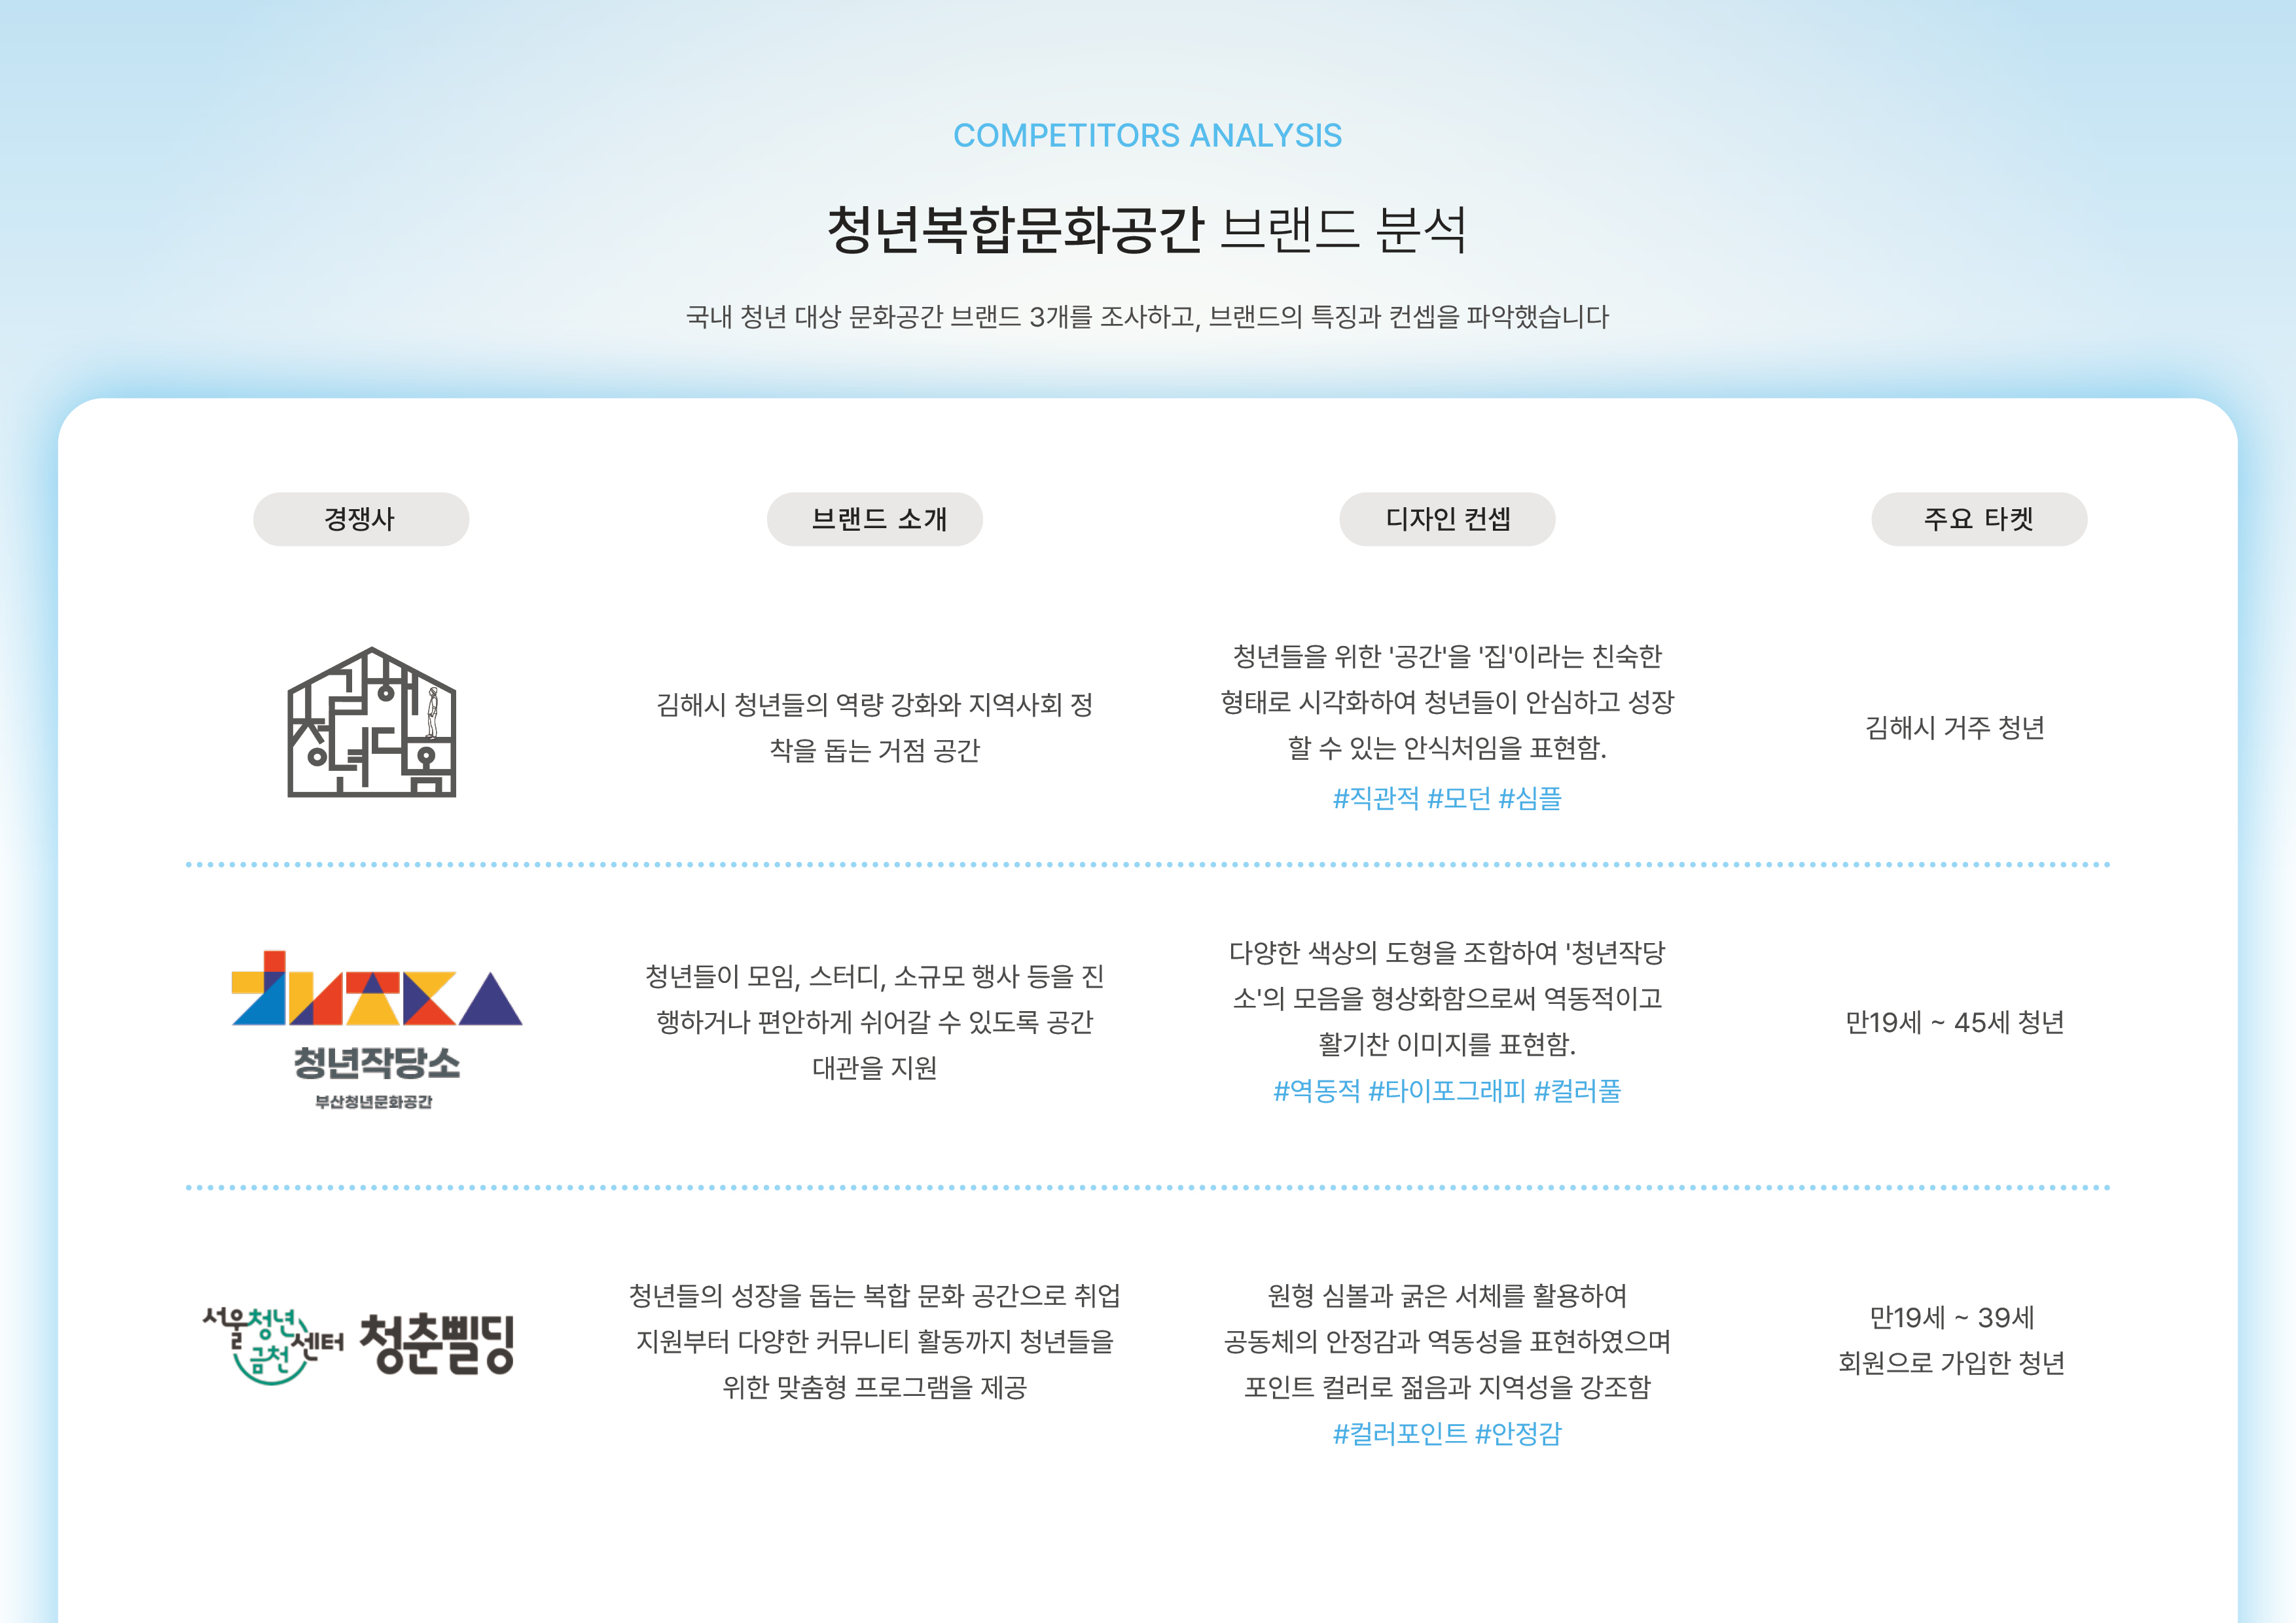 COMPETITORS ANALYSIS
청년복합문화공간 브랜드 분석
국내 청년 대상 문화공간 브랜드 3개를 조사하고, 브랜드의 특징과 컨셉을 파악했습니다
경쟁사
브랜드 소개
디자인 컨셉
주요 타켓
김해
청년다옴
김해시 청년들의 역량 강화와 지역사회 정
착을 돕는 거점 공간
청년들을 위한 '공간'을 '집'이라는 친숙한
형태로 시각화하여 청년들이 안심하고 성장
할 수 있는 안식처임을 표현함.
#직관적 #모던 #심플
김해시 거주 청년
청년작당소
부산청년문화공간
청년들이 모임, 스터디, 소규모 행사 등을 진
행하거나 편안하게 쉬어갈 수 있도록 공간
대관을 지원
다양한 색상의 도형을 조합하여 '청년작당
소'의 모음을 형상화함으로써 역동적이고
활기찬 이미지를 표현함.
#역동적 #타이포그래피 #컬러풀
만19세 ~ 45세 청년
서울청년센터
금천
청춘삘딩
청년들의 성장을 돕는 복합 문화 공간으로 취업
지원부터 다양한 커뮤니티 활동까지 청년들을
위한 맞춤형 프로그램을 제공
원형 심볼과 굵은 서체를 활용하여
공동체의 안정감과 역동성을 표현하였으며
포인트 컬러로 젊음과 지역성을 강조함
#컬러포인트 #안정감
만19세 ~ 39세
회원으로 가입한 청년